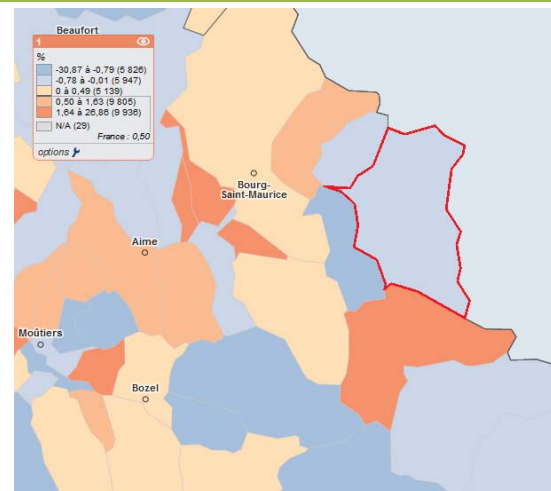 Beaufort
1
%
-30,87 à -0,79 (5 826)
-0,78 à -0,01 (5 947)
0 à 0,49 (5 139)
0,50 à 1,63 (9 805)
1,64 à 26,86 (9 936)
N/A (29)
France : 0,50
options
Bourg-
Saint-Maurice
Aime
Moûtiers
Bozel